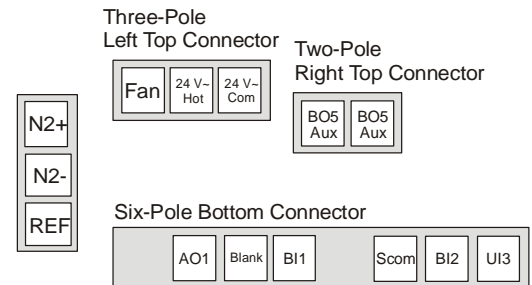 Three-Pole
Left Top Connector
Two-Pole
Right Top Connector
Fan
24 V~
Hot
24 V~
Com
BO5
Aux
BO5
Aux
N2+
N2-
REF
Six-Pole Bottom Connector
AO1
Blank
BI1
Scom
BI2
UI3